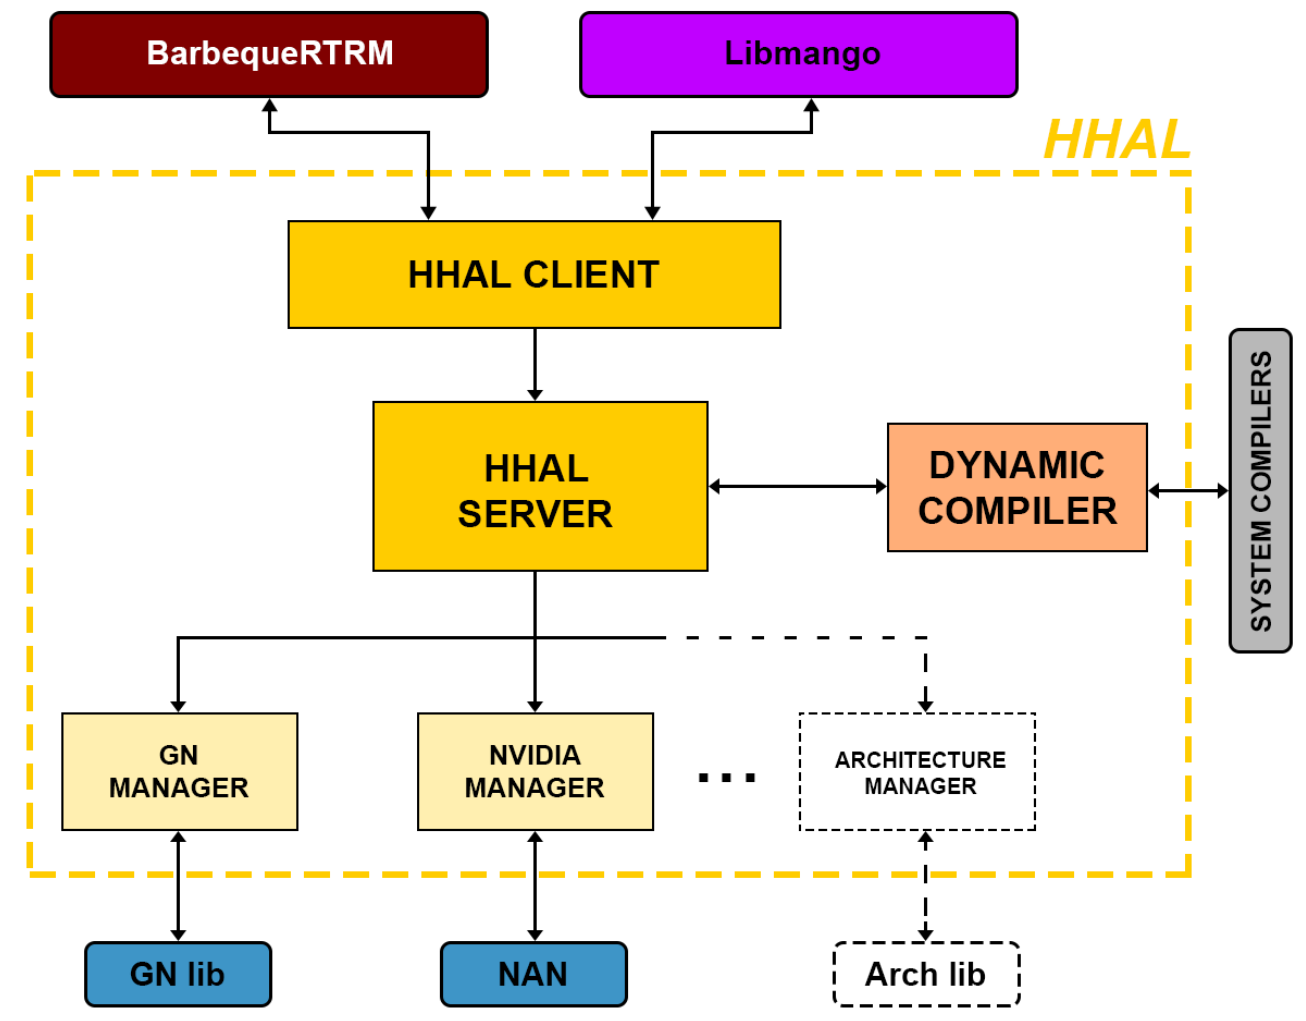 BarbequeRTRM
Libmango
HHAL
HHAL CLIENT
HHAL
SERVER
DYNAMIC
COMPILER
SYSTEM COMPILERS
GN
MANAGER
NVIDIA
MANAGER
...
ARCHITECTURE
MANAGER
GN lib
NAN
Arch lib